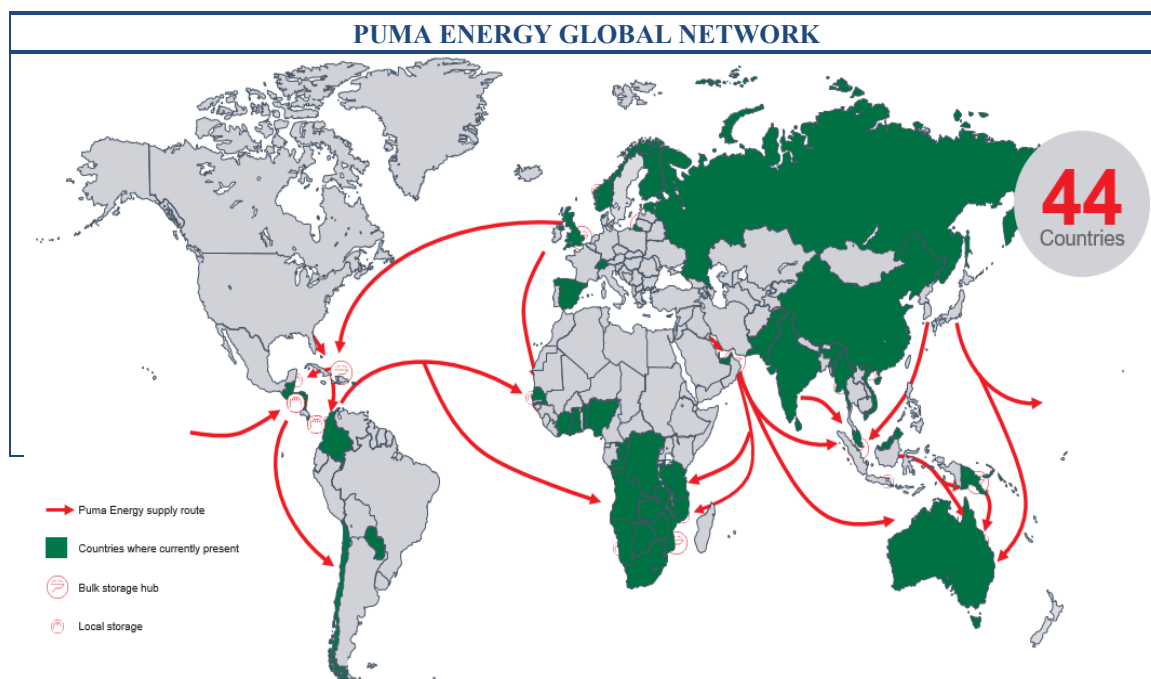 PUMA ENERGY GLOBAL NETWORK
44
Countries
Puma Energy supply route
Countries where currently present
Bulk storage hub
Local storage